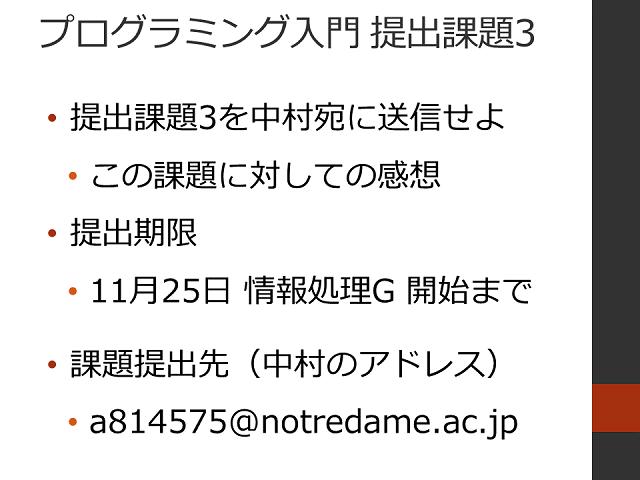 プログラミング入門 提出課題3
• 提出課題3を中村宛に送信せよ
• この課題に対しての感想
• 提出期限
• 11月25日 情報処理G 開始まで
• 課題提出先（中村のアドレス）
• a814575@notredame.ac.jp